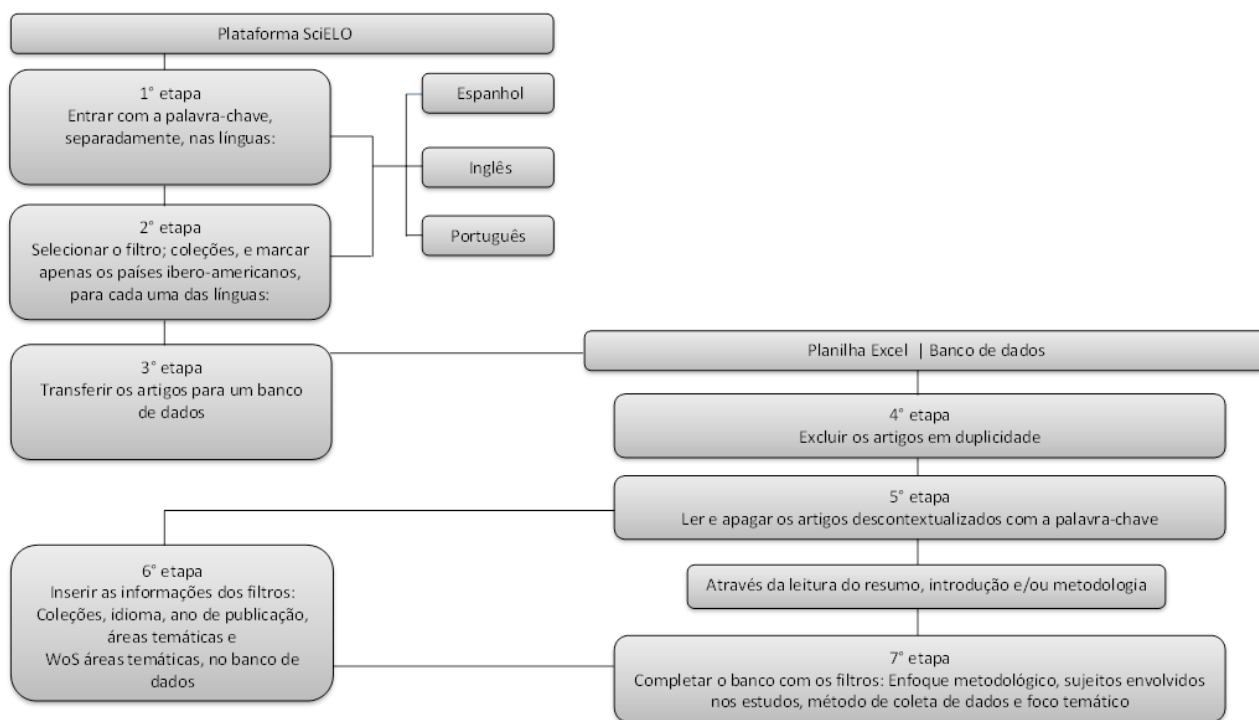 Plataforma SciELO
1° etapa
Entrar com a palavra-chave,
separadamente, nas línguas:
Espanhol
Inglês
Português
2° etapa
Selecionar o filtro; coleções, e marcar
apenas os países ibero-americanos,
para cada uma das línguas:
3° etapa
Transferir os artigos para um banco
de dados
Planilha Excel | Banco de dados
4° etapa
Excluir os artigos em duplicidade
5° etapa
Ler e apagar os artigos descontextualizados com a palavra-chave
Através da leitura do resumo, introdução e/ou metodologia
6° etapa
Inserir as informações dos filtros:
Coleções, idioma, ano de publicação,
áreas temáticas e
WoS áreas temáticas, no banco de
dados
7° etapa
Completar o banco com os filtros: Enfoque metodológico, sujeitos envolvidos
nos estudos, método de coleta de dados e foco temático